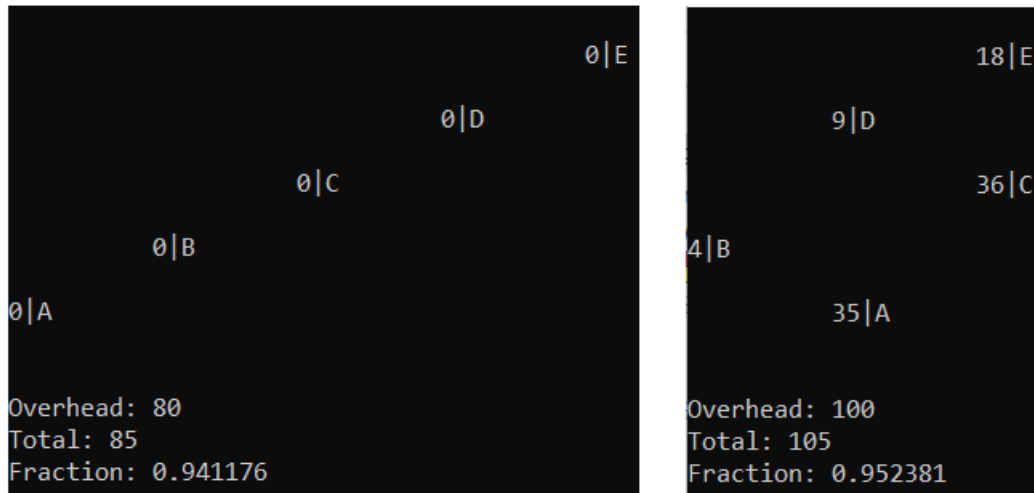 0|E
0|D
0|C
0|B
0|A
Overhead: 80
Total: 85
Fraction: 0.941176
18|E
9|D
36|C
4|B
35|A
Overhead: 100
Total: 105
Fraction: 0.952381